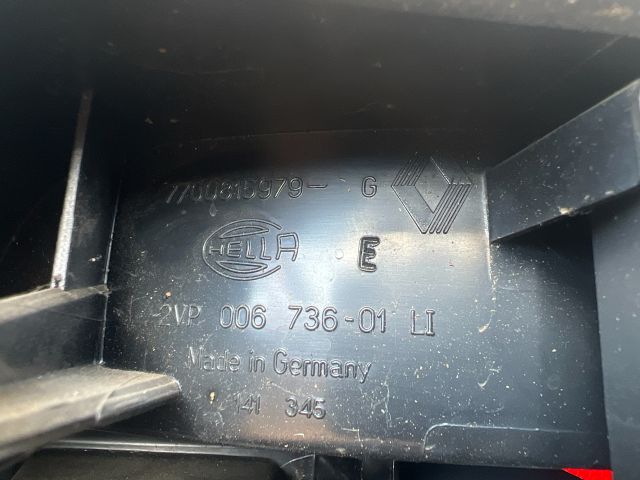 7700815979- G
HELLA E
2VP 006 736-01 LI
Made in Germany
141 345